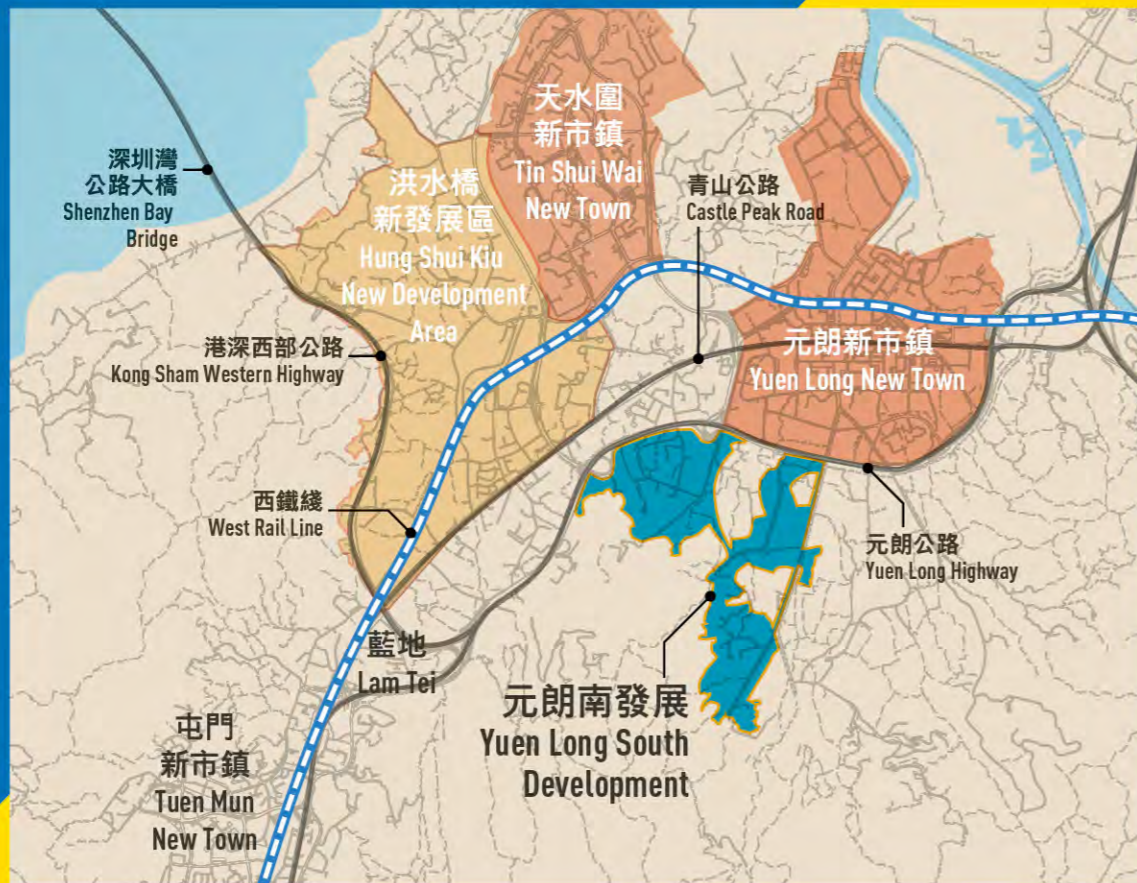 天水圍
新市鎮
Tin Shui Wai
New Town
深圳灣
公路大橋
Shenzhen Bay
Bridge
洪水橋
新發展區
Hung Shui Kiu
New Development
Area
青山公路
Castle Peak Road
港深西部公路
Kong Sham Western Highway
元朗新市鎮
Yuen Long New Town
西鐵綫
West Rail Line
元朗公路
Yuen Long Highway
藍地
Lam Tei
元朗南發展
Yuen Long South
Development
屯門
新市鎮
Tuen Mun
New Town